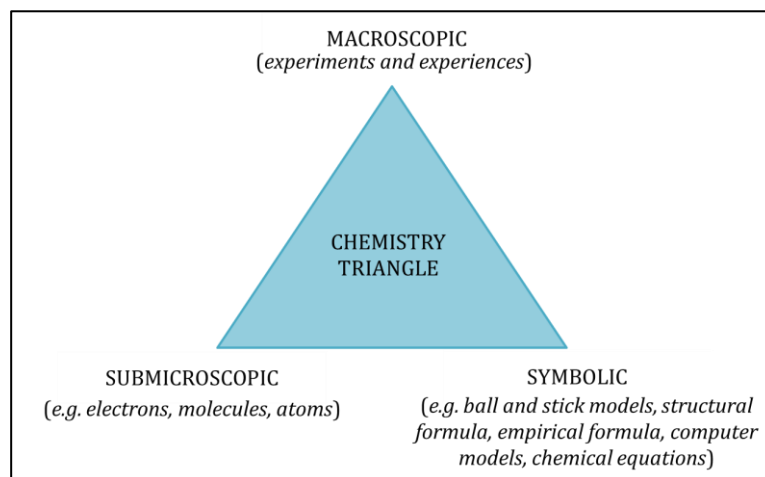 MACROSCOPIC
(experiments and experiences)
CHEMISTRY
TRIANGLE
SUBMICROSCOPIC
(e.g. electrons, molecules, atoms)
SYMBOLIC
(e.g. ball and stick models, structural
formula, empirical formula, computer
models, chemical equations)